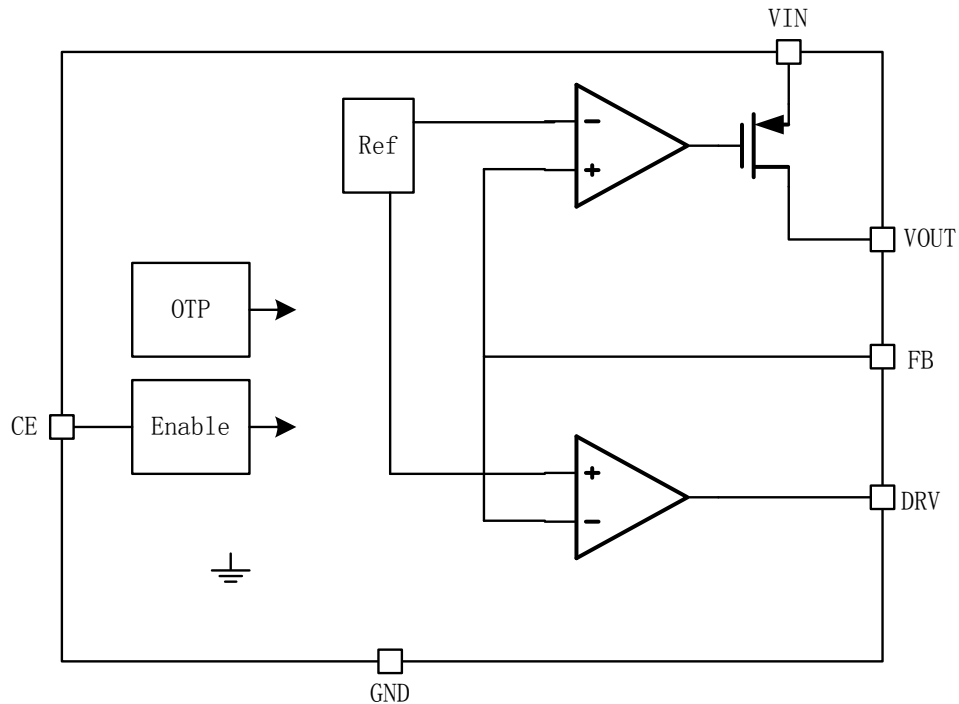 VIN
Ref
-
+
VOUT
OTP
FB
CE
Enable
+
-
DRV
GND